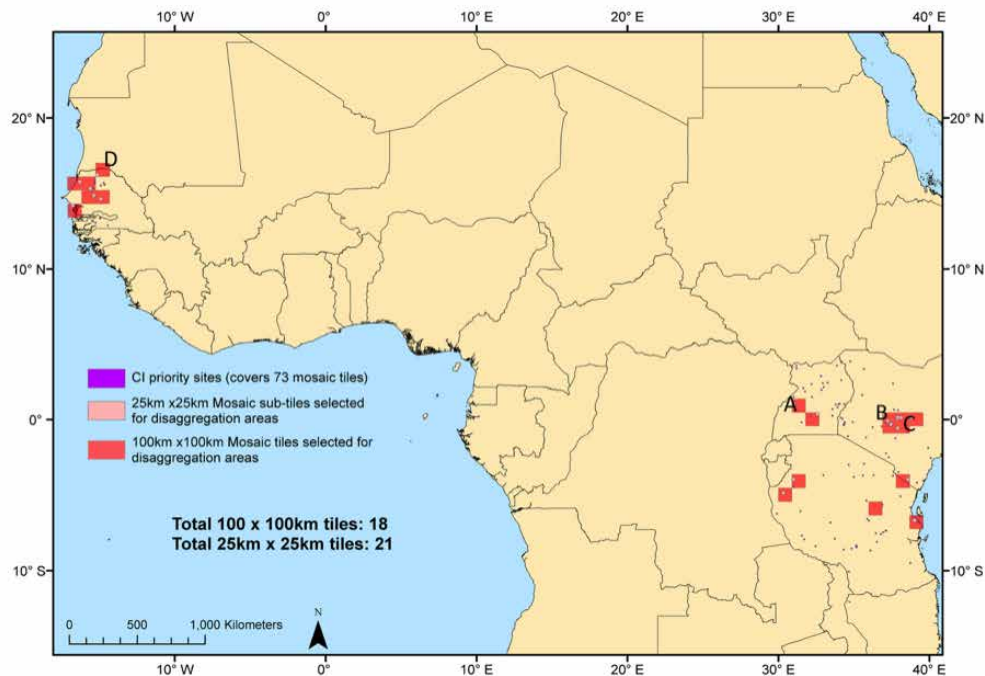 10° W 0° 10° E 20° E 30° E 40° E
20° N 20° N
D
10° N 10° N
CI priority sites (covers 73 mosaic tiles)
25km x25km Mosaic sub-tiles selected
for disaggregation areas
100km x100km Mosaic tiles selected for
disaggregation areas
A B C
0° 0°
Total 100 x 100km tiles: 18
Total 25km x 25km tiles: 21
10° S 10° S
N
0 500 1,000 Kilometers
10° W 0° 10° E 20° E 30° E 40° E